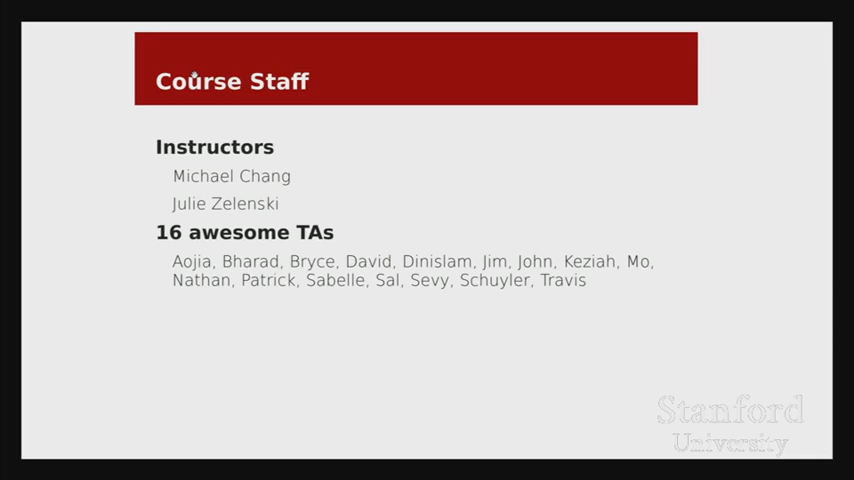 Course Staff
Instructors
Michael Chang
Julie Zelenski
16 awesome TAs
Aojia, Bharad, Bryce, David, Dinislam, Jim, John, Keziah, Mo,
Nathan, Patrick, Sabelle, Sal, Sevy, Schuyler, Travis
Stanford
University